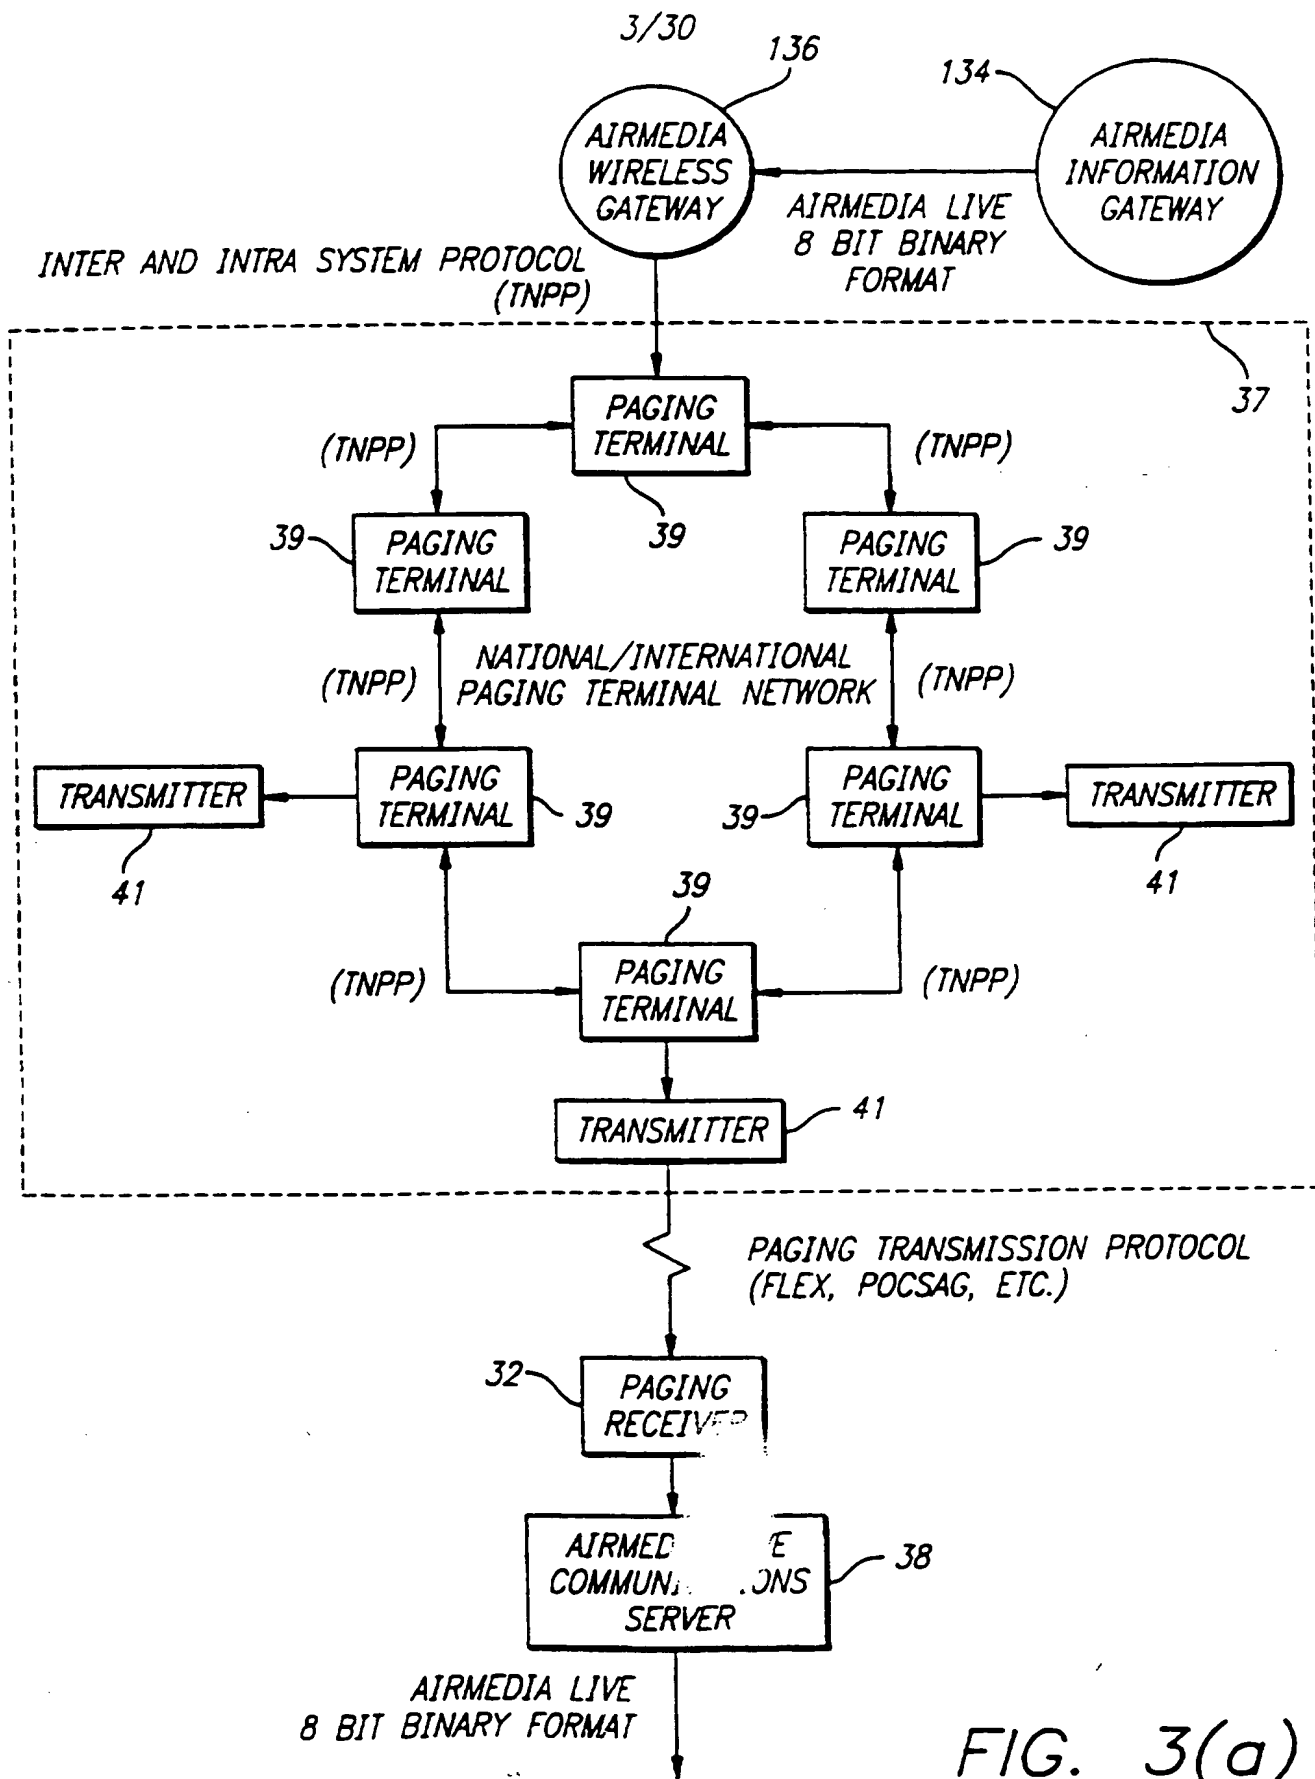 3/30
136
134
AIRMEDIA
WIRELESS
GATEWAY
AIRMEDIA
INFORMATION
GATEWAY
AIRMEDIA LIVE
8 BIT BINARY
FORMAT
INTER AND INTRA SYSTEM PROTOCOL
(TNPP)
37
PAGING
TERMINAL
39
(TNPP)
(TNPP)
39
PAGING
TERMINAL
PAGING
TERMINAL
39
(TNPP)
NATIONAL/INTERNATIONAL
PAGING TERMINAL NETWORK
(TNPP)
TRANSMITTER
41
PAGING
TERMINAL
39
39
PAGING
TERMINAL
TRANSMITTER
41
39
PAGING
TERMINAL
(TNPP)
(TNPP)
TRANSMITTER
41
PAGING TRANSMISSION PROTOCOL
(FLEX, POCSAG, ETC.)
32
PAGING
RECEIVER
SERVER
38
AIRMEDIA LIVE
8 BIT BINARY FORMAT
FIG. 3(a)